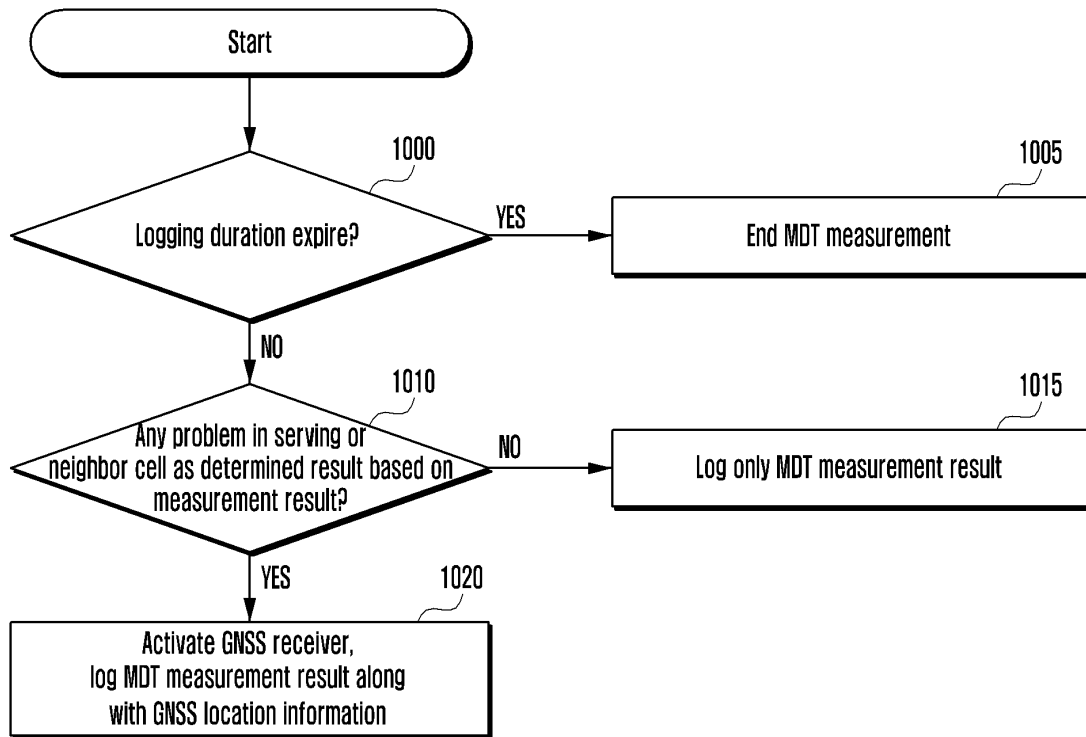 Start
1000
Logging duration expire?
YES
1005
End MDT measurement
NO
1010
Any problem in serving or
neighbor cell as determined result based on
measurement result?
NO
1015
Log only MDT measurement result
YES
1020
Activate GNSS receiver,
log MDT measurement result along
with GNSS location information